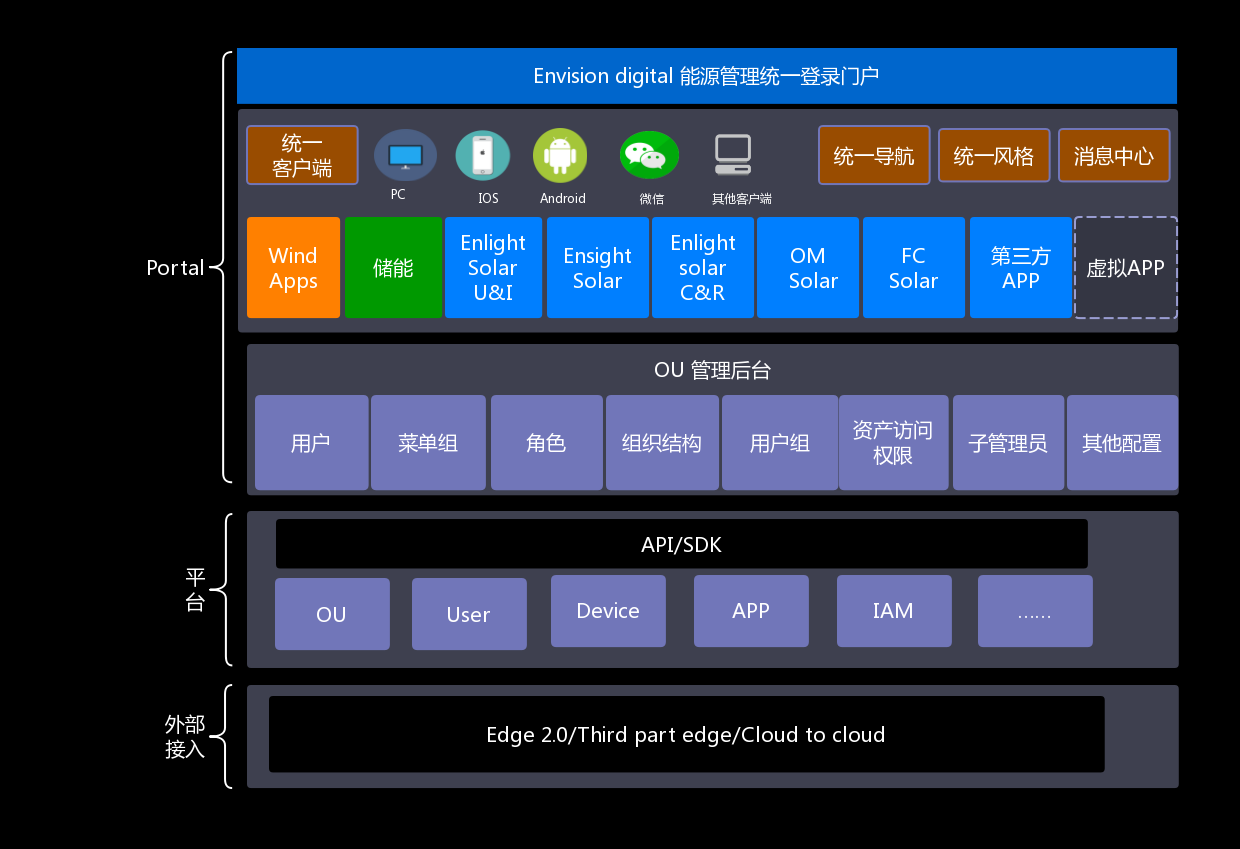 Envision digital 能源管理统一登录门户
统一
客户端
PC
IOS
Android
微信
其他客户端
统一导航
统一风格
消息中心
Portal
Wind
Apps
储能
Enlight
Solar
U&I
Ensight
Solar
Enlight
solar
C&R
OM
Solar
FC
Solar
第三方
APP
虚拟APP
OU 管理后台
用户
菜单组
角色
组织结构
用户组
资产访问
权限
子管理员
其他配置
平
台
API/SDK
OU
User
Device
APP
IAM
……
外部
接入
Edge 2.0/Third part edge/Cloud to cloud